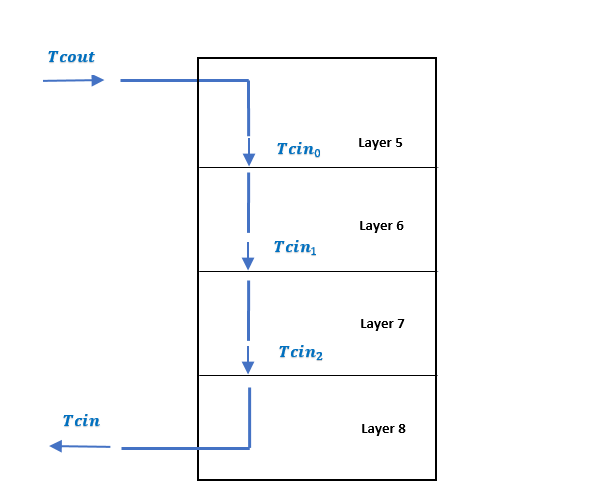 Tcout
Layer 5
Tcin₀
Layer 6
Tcin₁
Layer 7
Tcin₂
Tcin
Layer 8